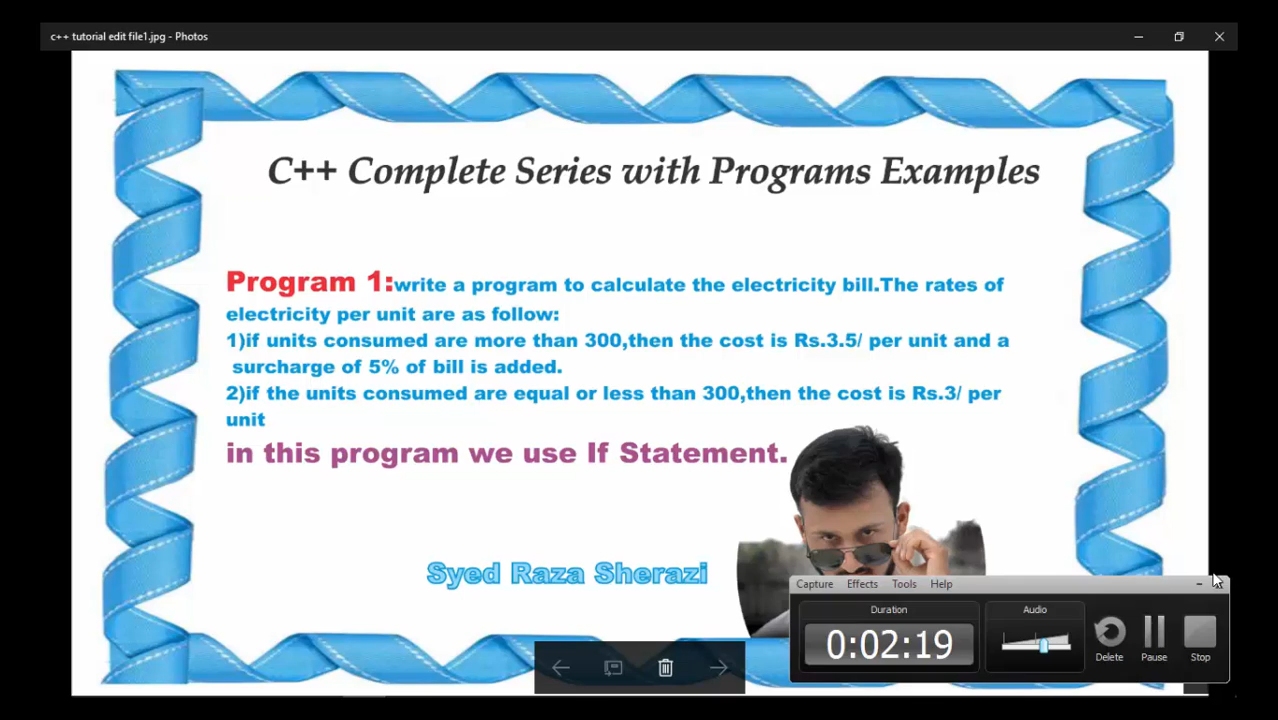 c++ tutorial edit file1.jpg - Photos
C++ Complete Series with Programs Examples
Program 1:write a program to calculate the electricity bill.The rates of
electricity per unit are as follow:
1)if units consumed are more than 300,then the cost is Rs.3.5/ per unit and a
surcharge of 5% of bill is added.
2)if the units consumed are equal or less than 300,then the cost is Rs.3/ per
unit
in this program we use If Statement.
Syed Raza Sherazi
Capture Effects Tools Help
Duration
0:02:19
Audio
Delete
Pause
Stop